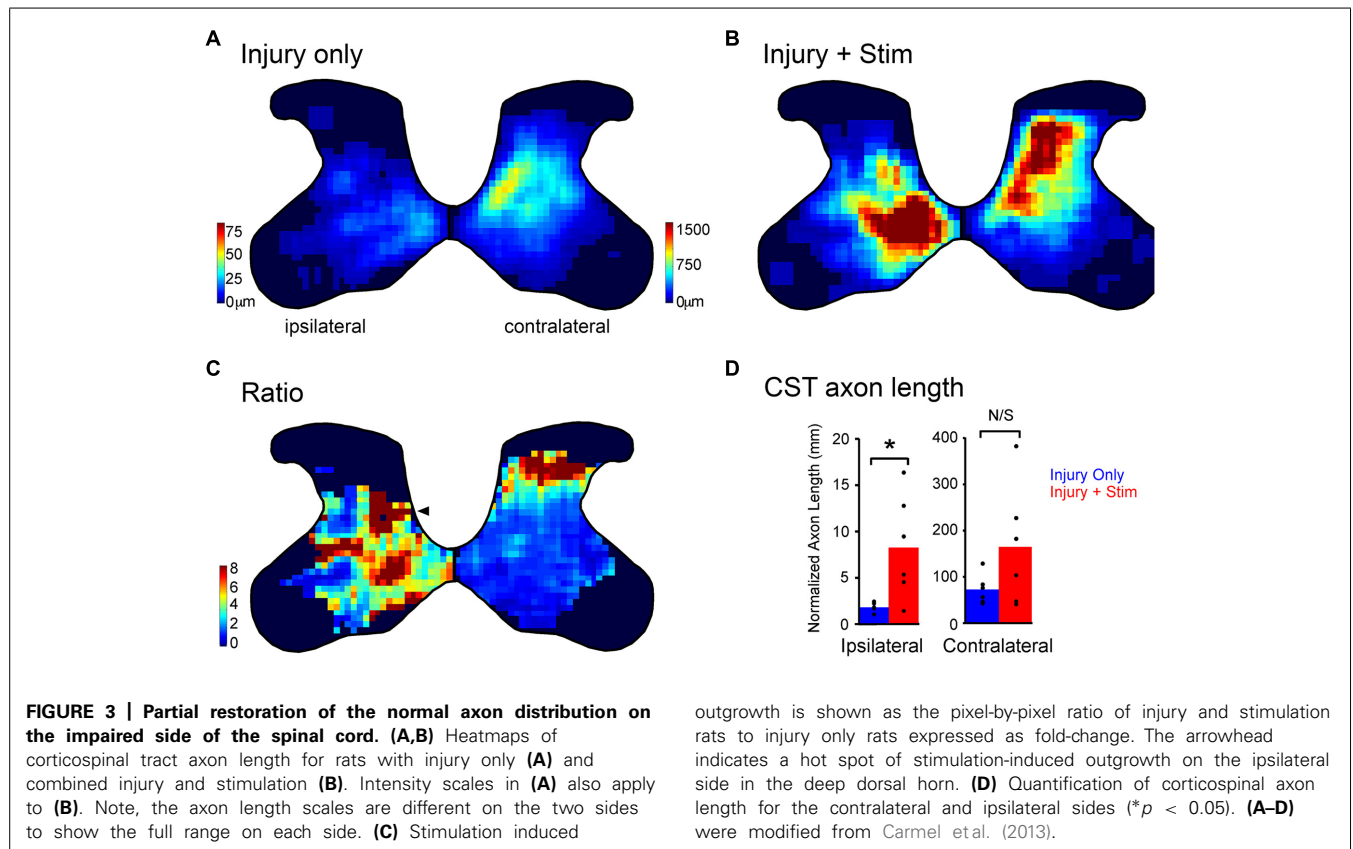 A
Injury only
B
Injury + Stim
75
50
25
0µm
1500
750
0µm
ipsilateral
contralateral
C
Ratio
8
6
4
2
0
D
CST axon length
Normalized Axon Length (mm)
20
15
10
5
0
*
Ipsilateral
400
300
200
100
0
N/S
Contralateral
Injury Only
Injury + Stim
FIGURE 3 | Partial restoration of the normal axon distribution on
the impaired side of the spinal cord. (A,B) Heatmaps of
corticospinal tract axon length for rats with injury only (A) and
combined injury and stimulation (B). Intensity scales in (A) also apply
to (B). Note, the axon length scales are different on the two sides
to show the full range on each side. (C) Stimulation induced
outgrowth is shown as the pixel-by-pixel ratio of injury and stimulation
rats to injury only rats expressed as fold-change. The arrowhead
indicates a hot spot of stimulation-induced outgrowth on the ipsilateral
side in the deep dorsal horn. (D) Quantification of corticospinal axon
length for the contralateral and ipsilateral sides (*p < 0.05). (A–D)
were modified from Carmel et al. (2013).